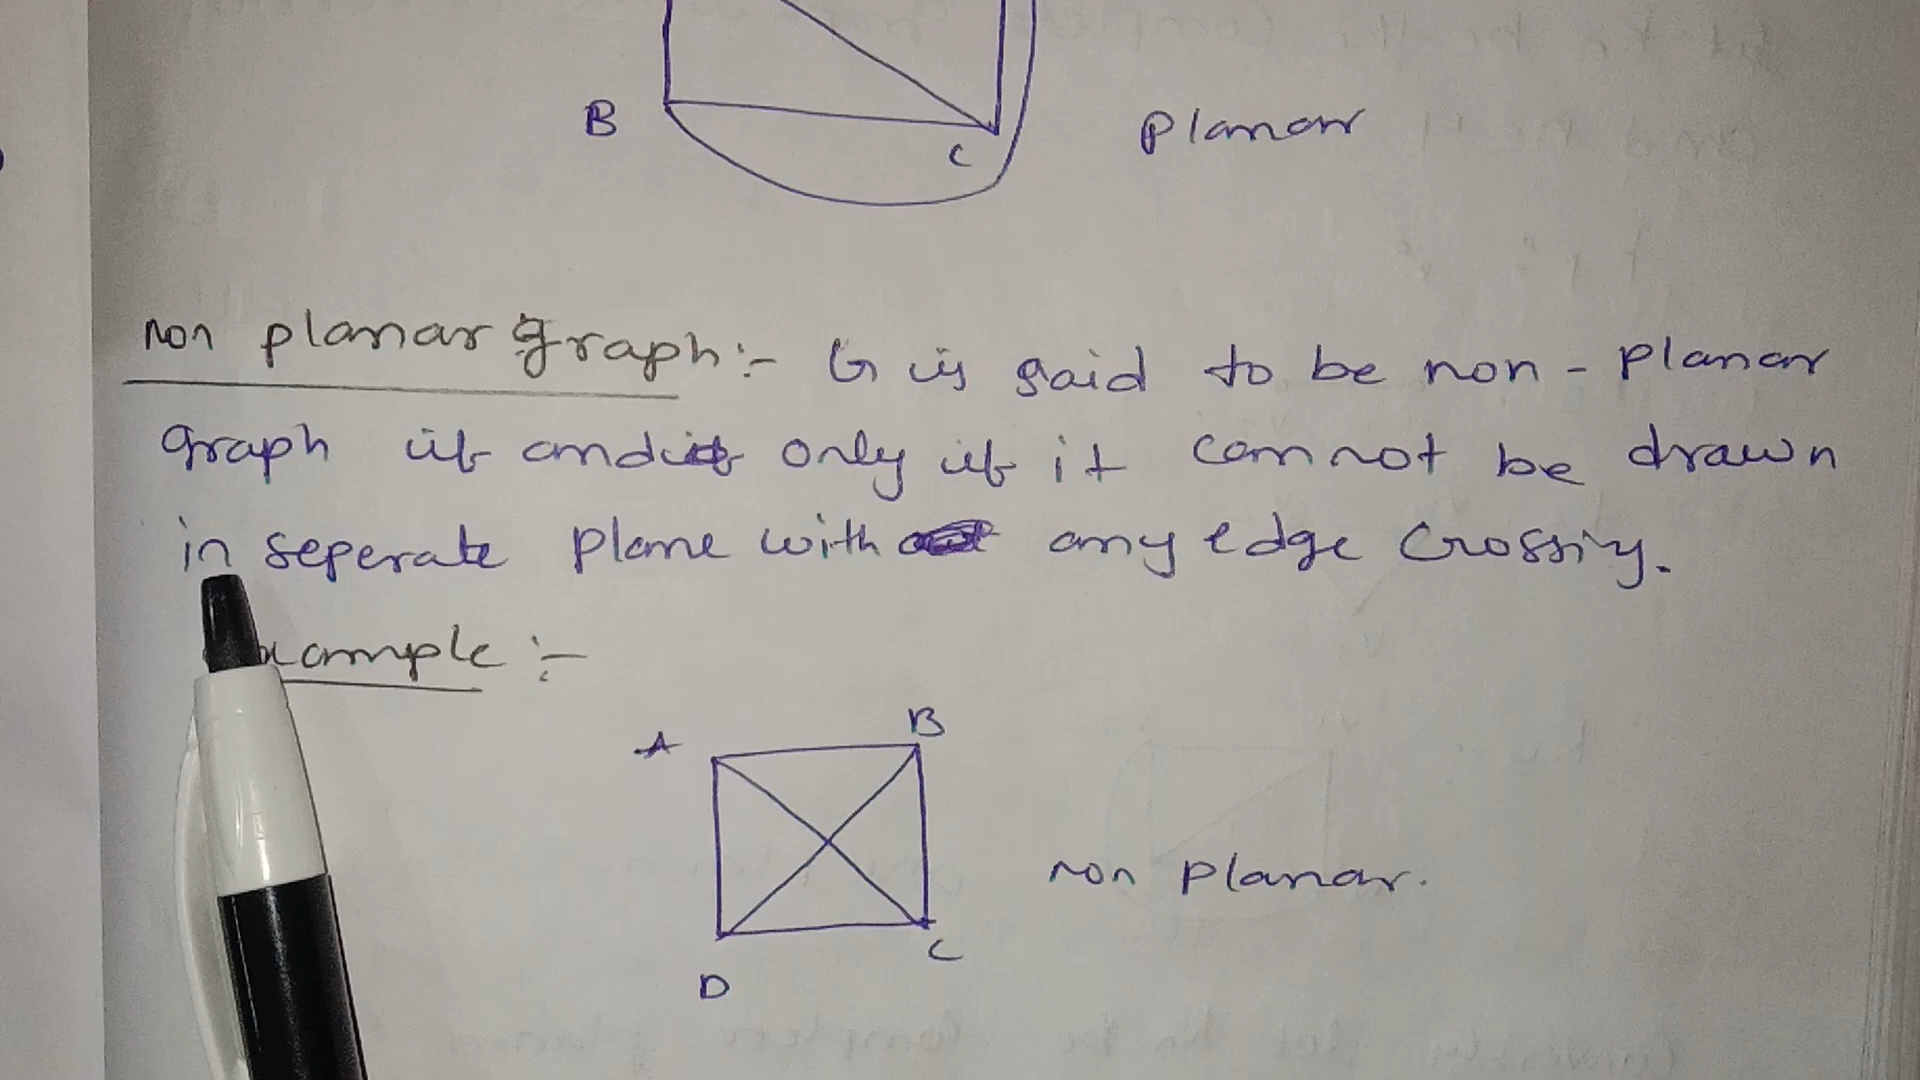 B
C
planar
non planar graph :- G is said to be non-planar
graph if and only if it cannot be drawn
in seperate plane with any edge crossing.
example :-
A
B
non planar.
C
D